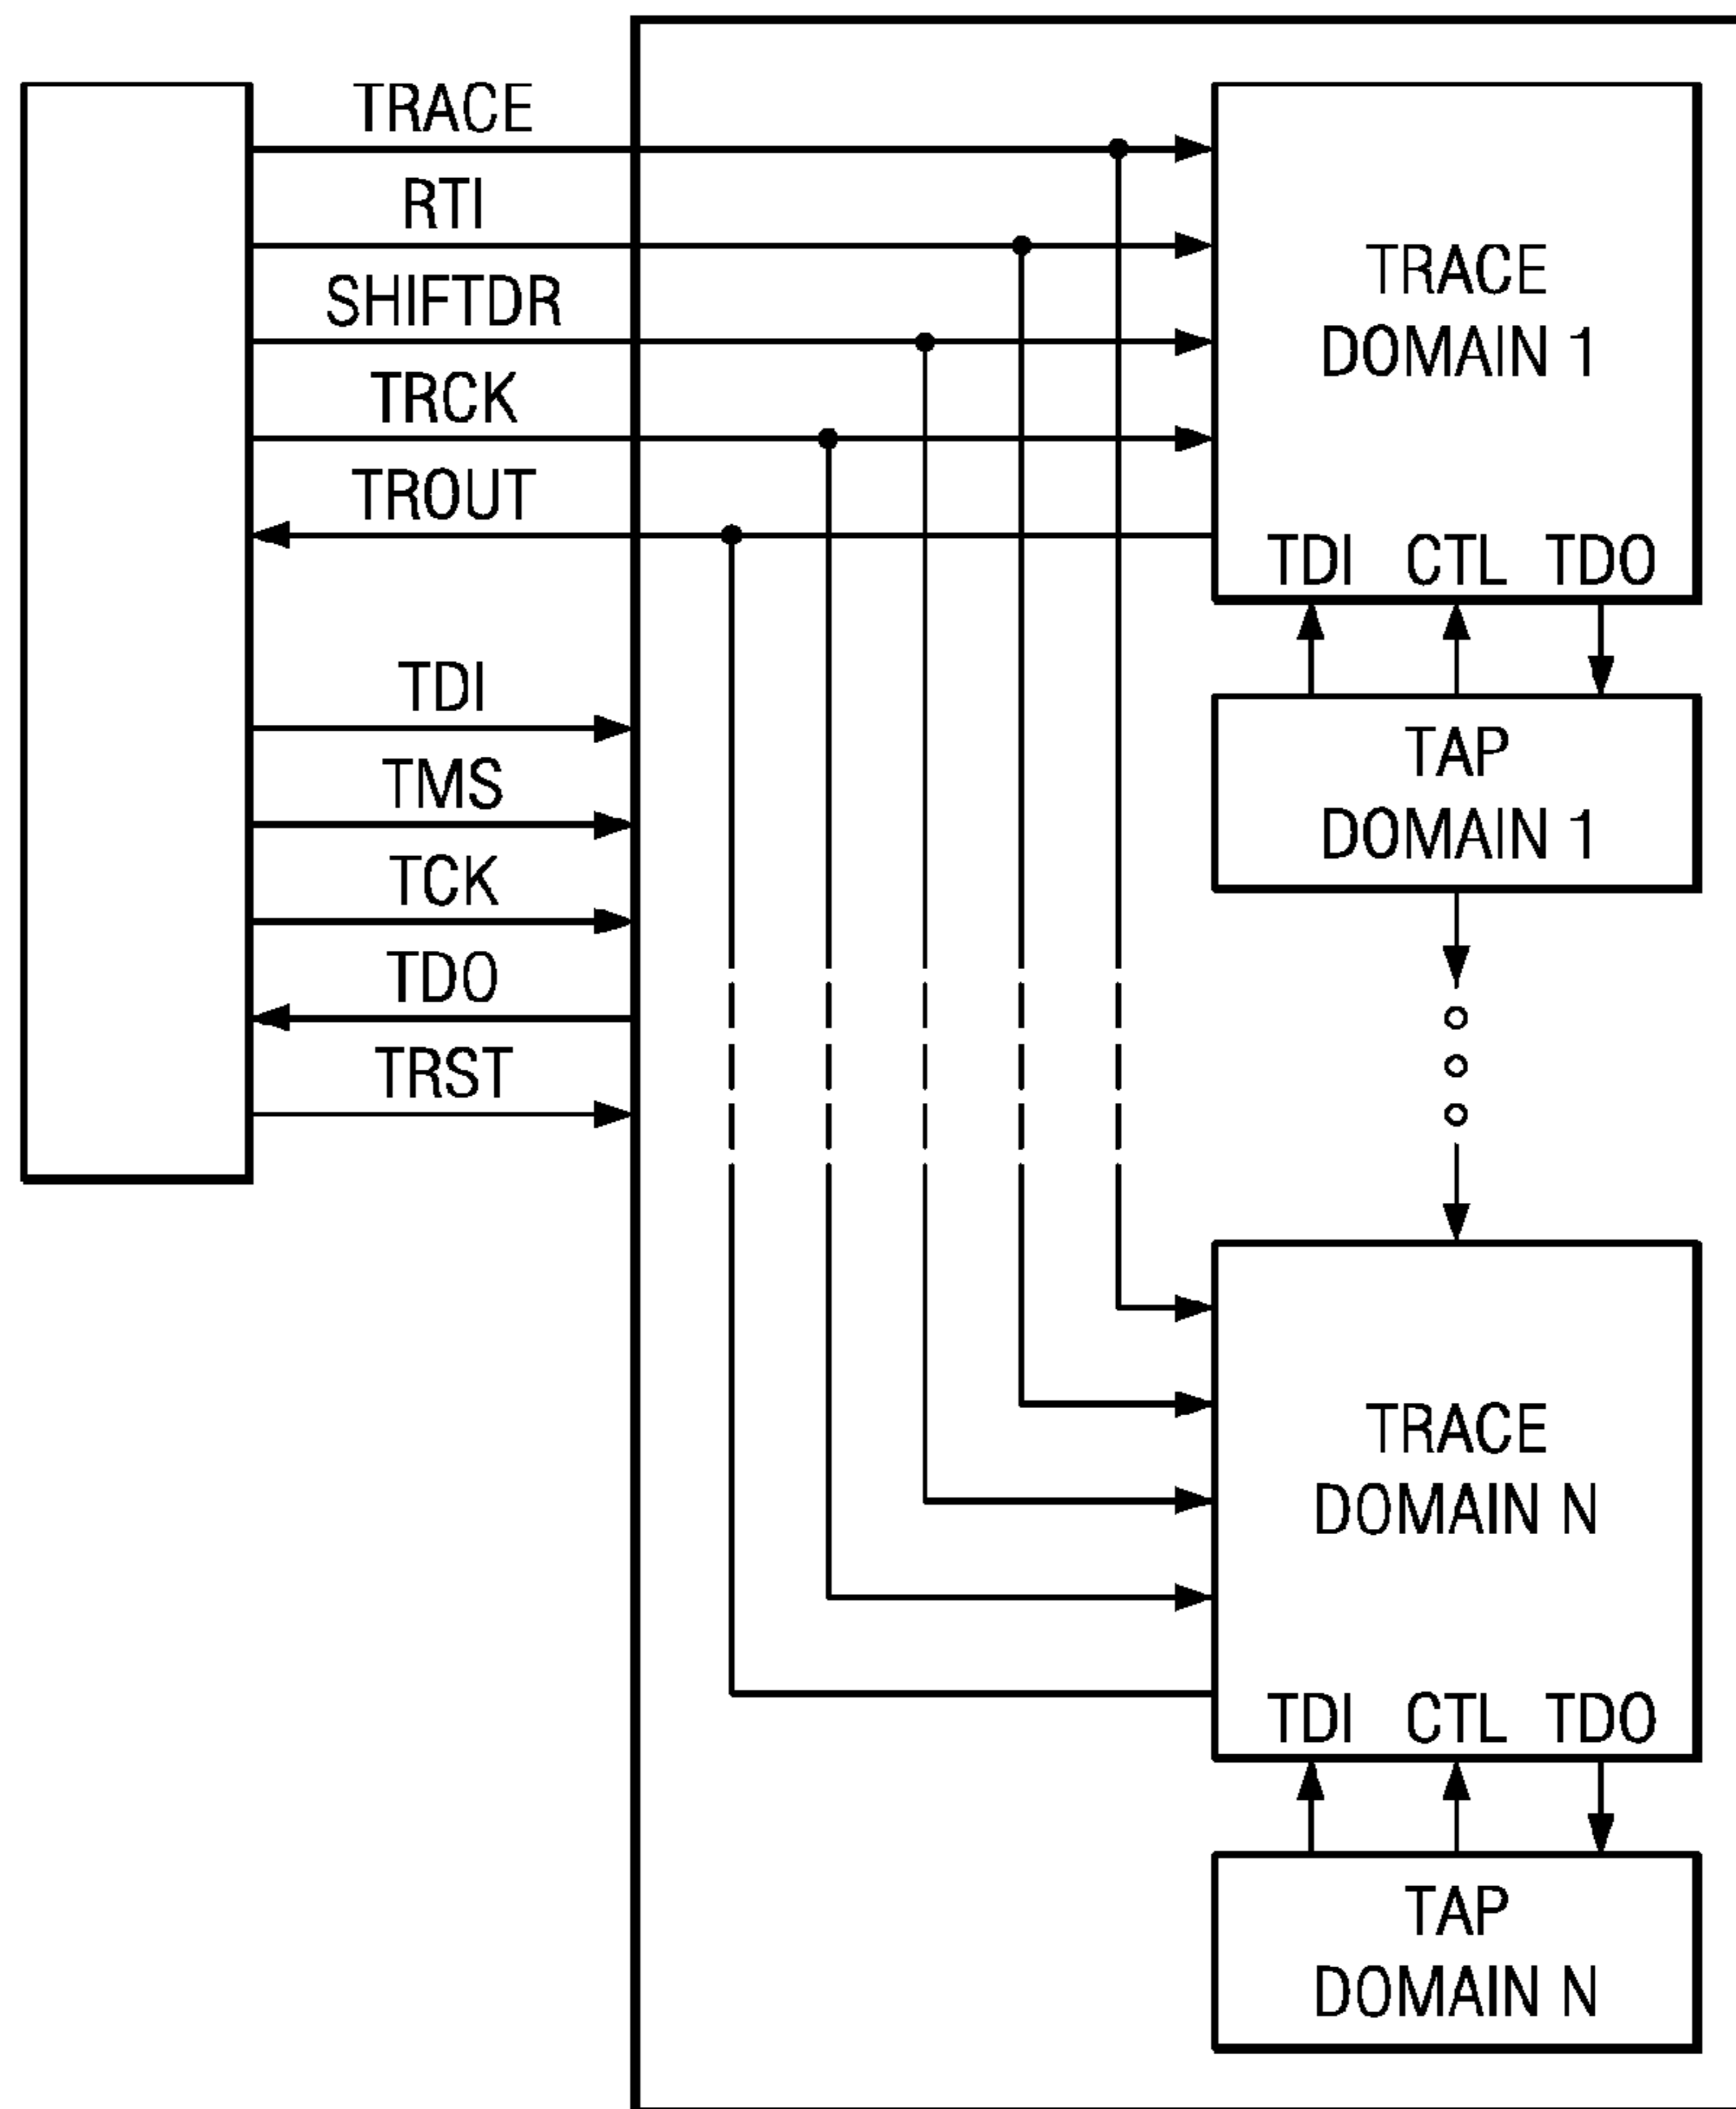 TRACE
RTI
SHIFTDR
TRCK
TROUT
TDI
TMS
TCK
TDO
TRST
TRACE
DOMAIN 1
TDI CTL TDO
TAP
DOMAIN 1
TRACE
DOMAIN N
TDI CTL TDO
TAP
DOMAIN N